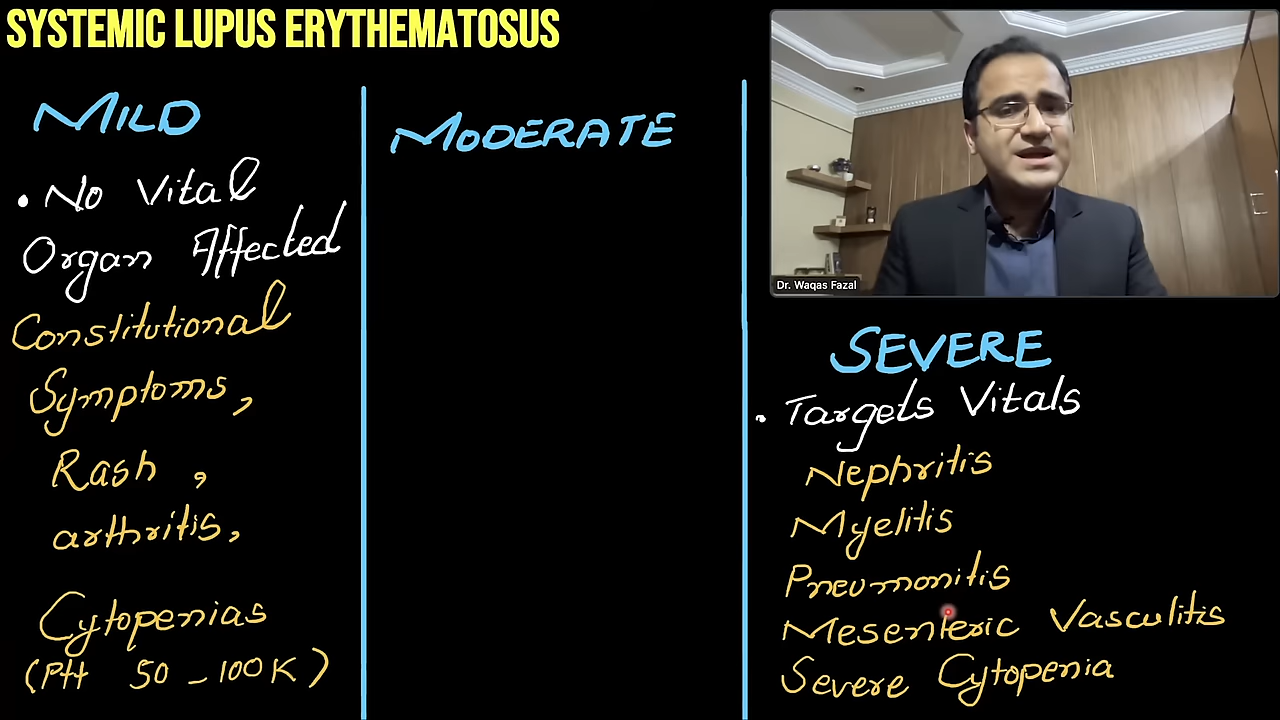 SYSTEMIC LUPUS ERYTHEMATOSUS
MILD
• No Vital
Organ Affected
Constitutional
Symptoms,
Rash ,
arthritis,
Cytopenias
(Plt 50 - 100K)
MODERATE
Dr. Waqas Fazal
SEVERE
• Targets Vitals
Nephritis
Myelitis
Pneumonitis
Mesenteric Vasculitis
Severe Cytopenia